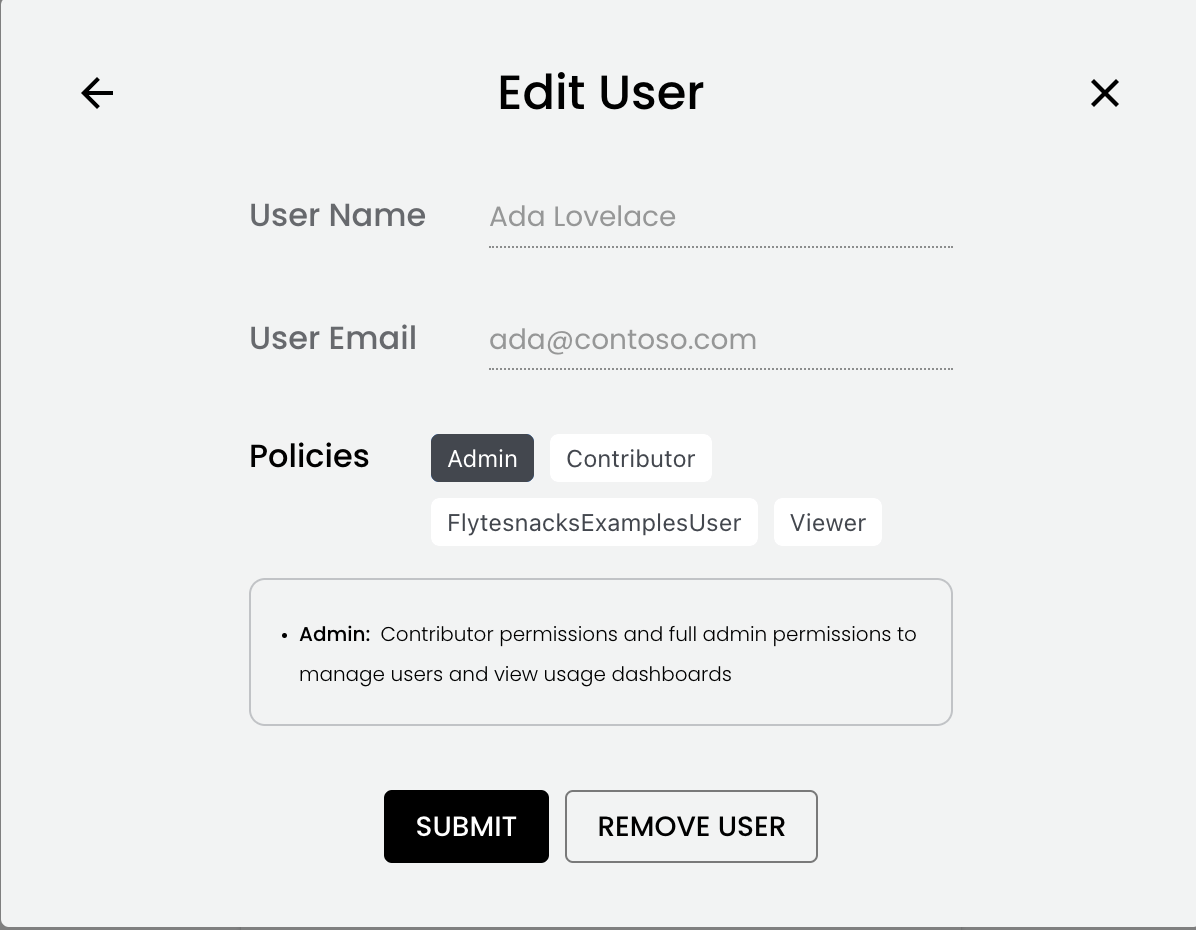 Edit User
User Name Ada Lovelace
User Email ada@contoso.com
Policies Admin Contributor
FlytesnacksExamplesUser Viewer
• Admin: Contributor permissions and full admin permissions to
manage users and view usage dashboards
SUBMIT REMOVE USER